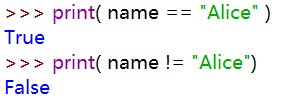 >>> print( name == "Alice" )
True
>>> print( name != "Alice")
False